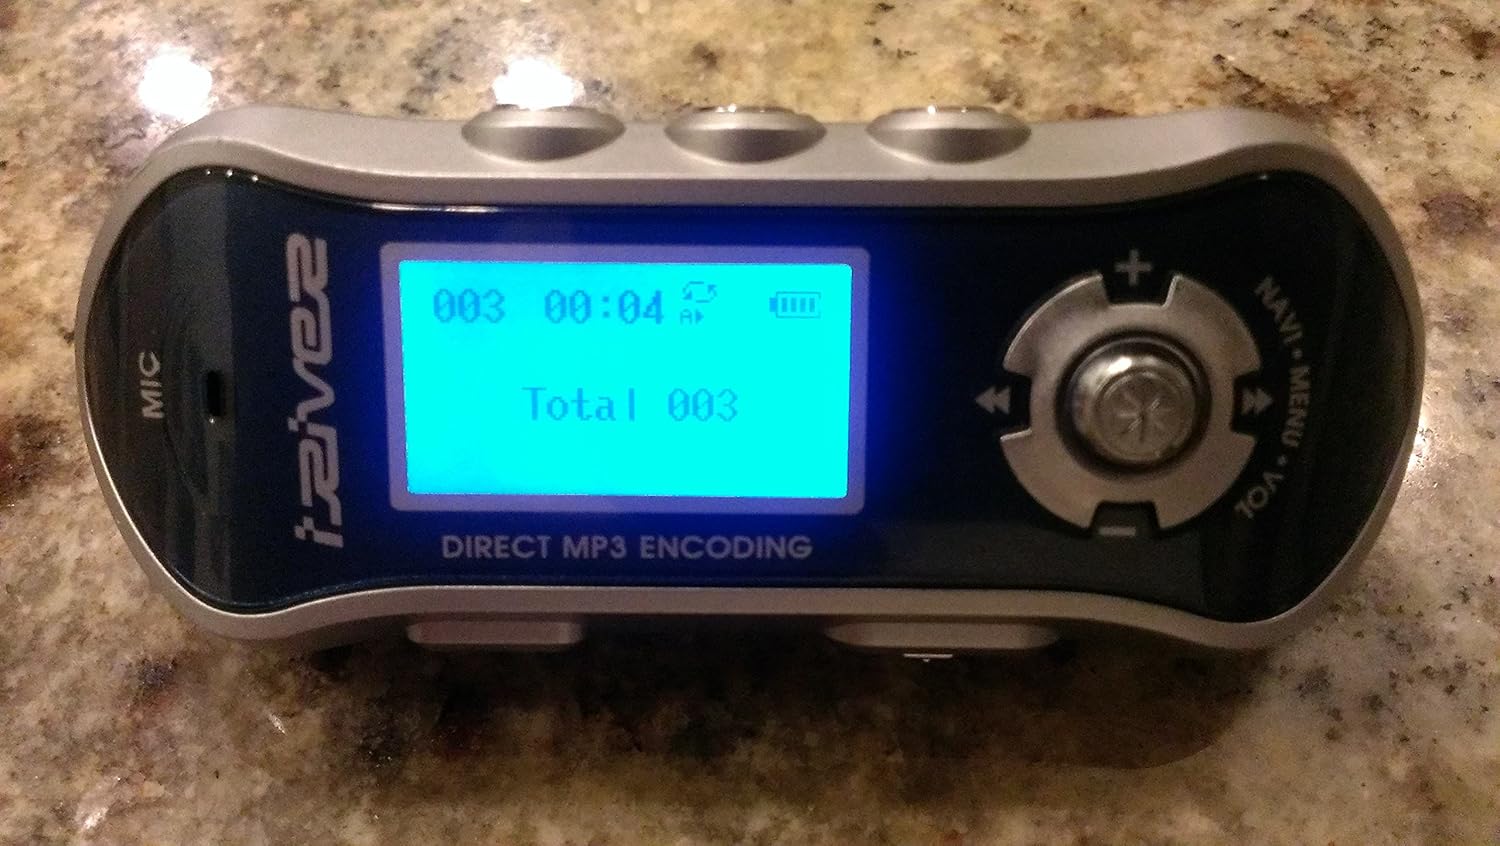 MIC
iRiver
003 00:04 A
Total 003
DIRECT MP3 ENCODING
+
−
NAVI • MENU • VOL